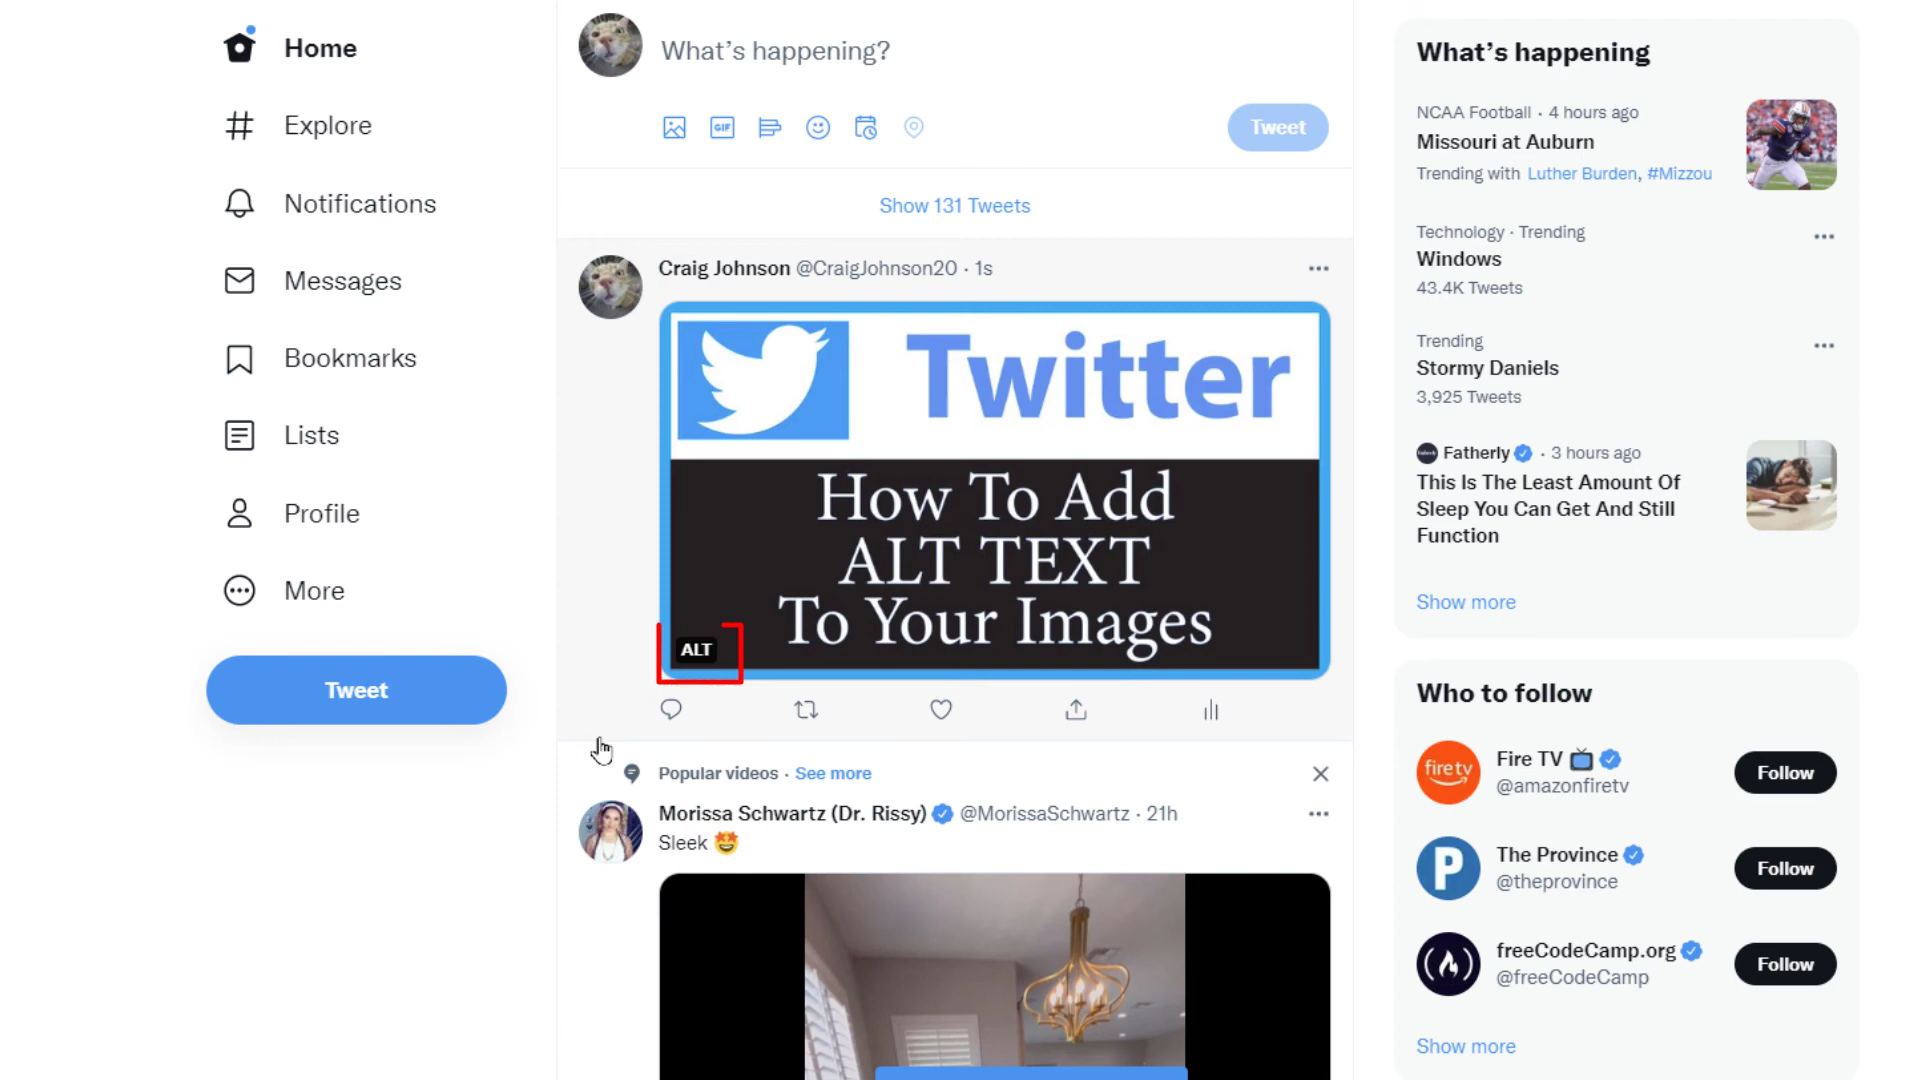 Home
Explore
Notifications
Messages
Bookmarks
Lists
Profile
More
Tweet
What's happening?
GIF
Tweet
Show 131 Tweets
Craig Johnson @CraigJohnson20 · 1s
Twitter
How To Add
ALT TEXT
To Your Images
ALT
Popular videos · See more
Morissa Schwartz (Dr. Rissy) @MorissaSchwartz · 21h
Sleek
What's happening
NCAA Football · 4 hours ago
Missouri at Auburn
Trending with Luther Burden, #Mizzou
Technology · Trending
Windows
43.4K Tweets
Trending
Stormy Daniels
3,925 Tweets
Fatherly · 3 hours ago
This Is The Least Amount Of
Sleep You Can Get And Still
Function
Show more
Who to follow
fire tv
Fire TV
@amazonfiretv
Follow
P
The Province
@theprovince
Follow
freeCodeCamp.org
@freeCodeCamp
Follow
Show more